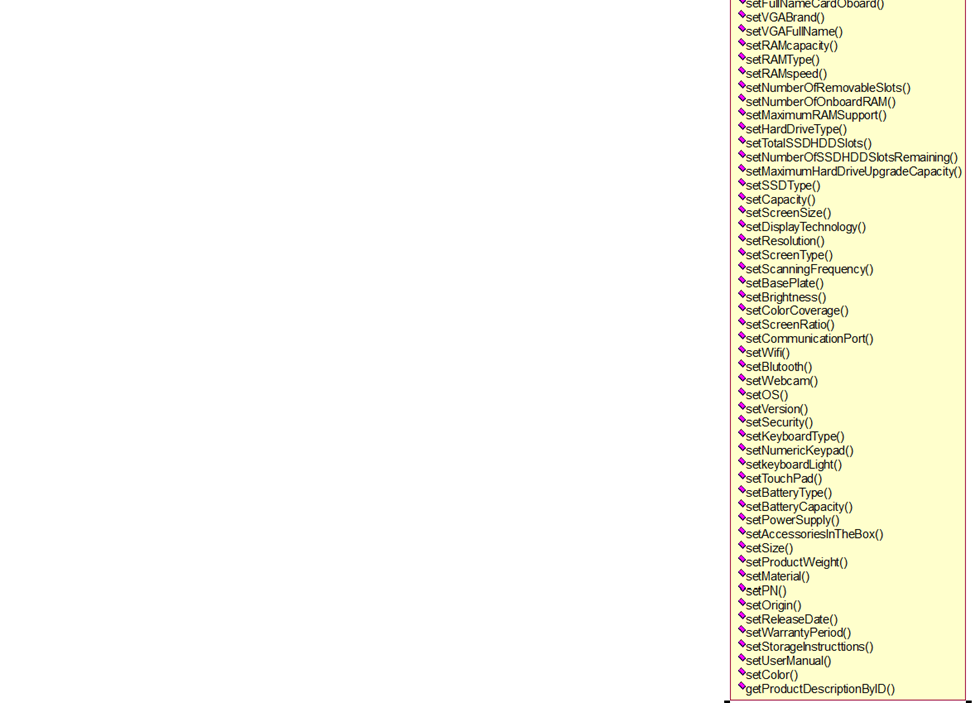 setFullNameCardOboard()
setVGABrand()
setVGAFullName()
setRAMcapacity()
setRAMType()
setRAMspeed()
setNumberOfRemovableSlots()
setNumberOfOnboardRAM()
setMaximumRAMSupport()
setHardDriveType()
setTotalSSDHDDSlots()
setNumberOfSSDHDDSlotsRemaining()
setMaximumHardDriveUpgradeCapacity()
setSSDType()
setCapacity()
setScreenSize()
setDisplayTechnology()
setResolution()
setScreenType()
setScanningFrequency()
setBasePlate()
setBrightness()
setColorCoverage()
setScreenRatio()
setCommunicationPort()
setWifi()
setBlutooth()
setWebcam()
setOS()
setVersion()
setSecurity()
setKeyboardType()
setNumericKeypad()
setkeyboardLight()
setTouchPad()
setBatteryType()
setBatteryCapacity()
setPowerSupply()
setAccessoriesInTheBox()
setSize()
setProductWeight()
setMaterial()
setPN()
setOrigin()
setReleaseDate()
setWarrantyPeriod()
setStorageInstructtions()
setUserManual()
setColor()
getProductDescriptionByID()